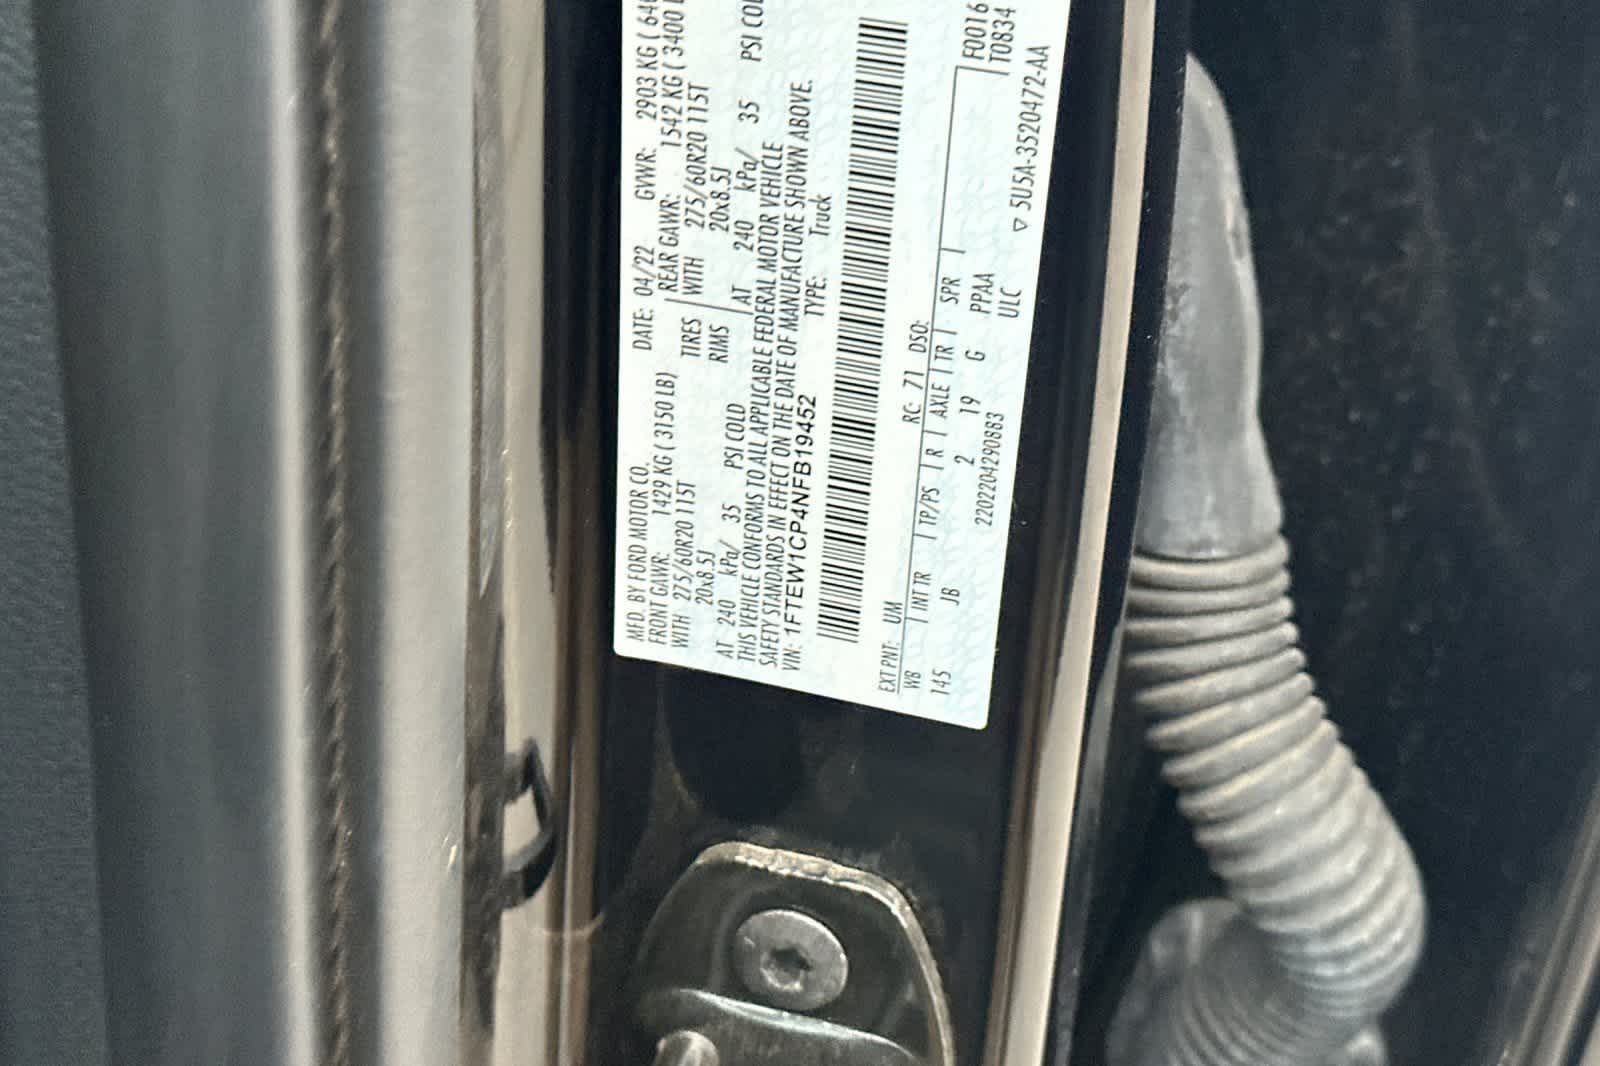 MFD. BY FORD MOTOR CO.
DATE: 04/22 GVWR: 2903 KG
FRONT GAWR: 1429 KG ( 3150 LB)
REAR GAWR: 1542 KG ( 3400
WITH 275/60R20 115T TIRES
WITH 275/60R20 115T
20x8.5J RIMS
20x8.5J
AT 240 kPa/ 35 PSI COLD
AT 240 kPa/ 35 PSI
THIS VEHICLE CONFORMS TO ALL APPLICABLE FEDERAL MOTOR VEHICLE
SAFETY STANDARDS IN EFFECT ON THE DATE OF MANUFACTURE SHOWN ABOVE.
VIN: 1FTEW1CP4NFB19452 TYPE: Truck
EXT PNT: UM RC: 71 DSO:
F0016
WB | INT TR | TP/PS | R | AXLE | TR | SPR |
T0834
145 JB 2 19 G PPAA
2202204290883 ULC
▽ 5U5A-3520472-AA